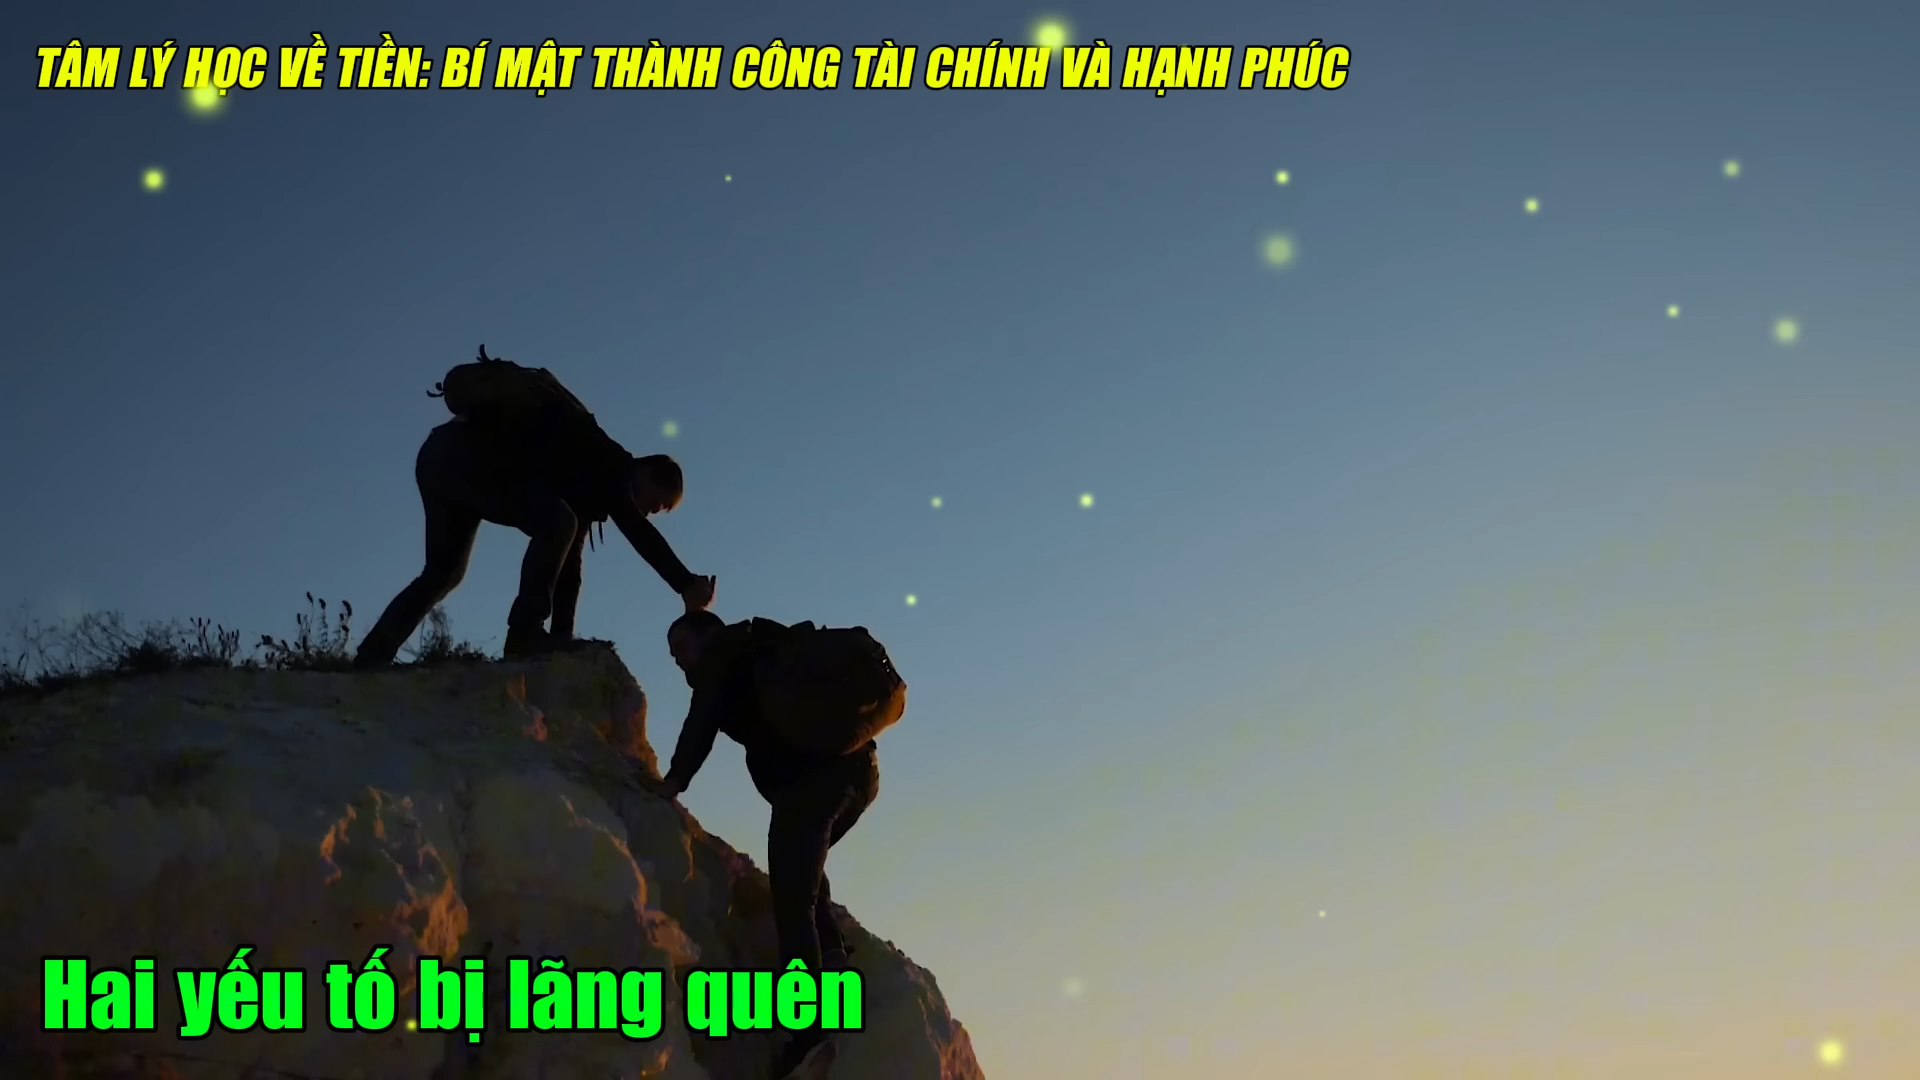 TÂM LÝ HỌC VỀ TIỀN: BÍ MẬT THÀNH CÔNG TÀI CHÍNH VÀ HẠNH PHÚC
Hai yếu tố bị lãng quên